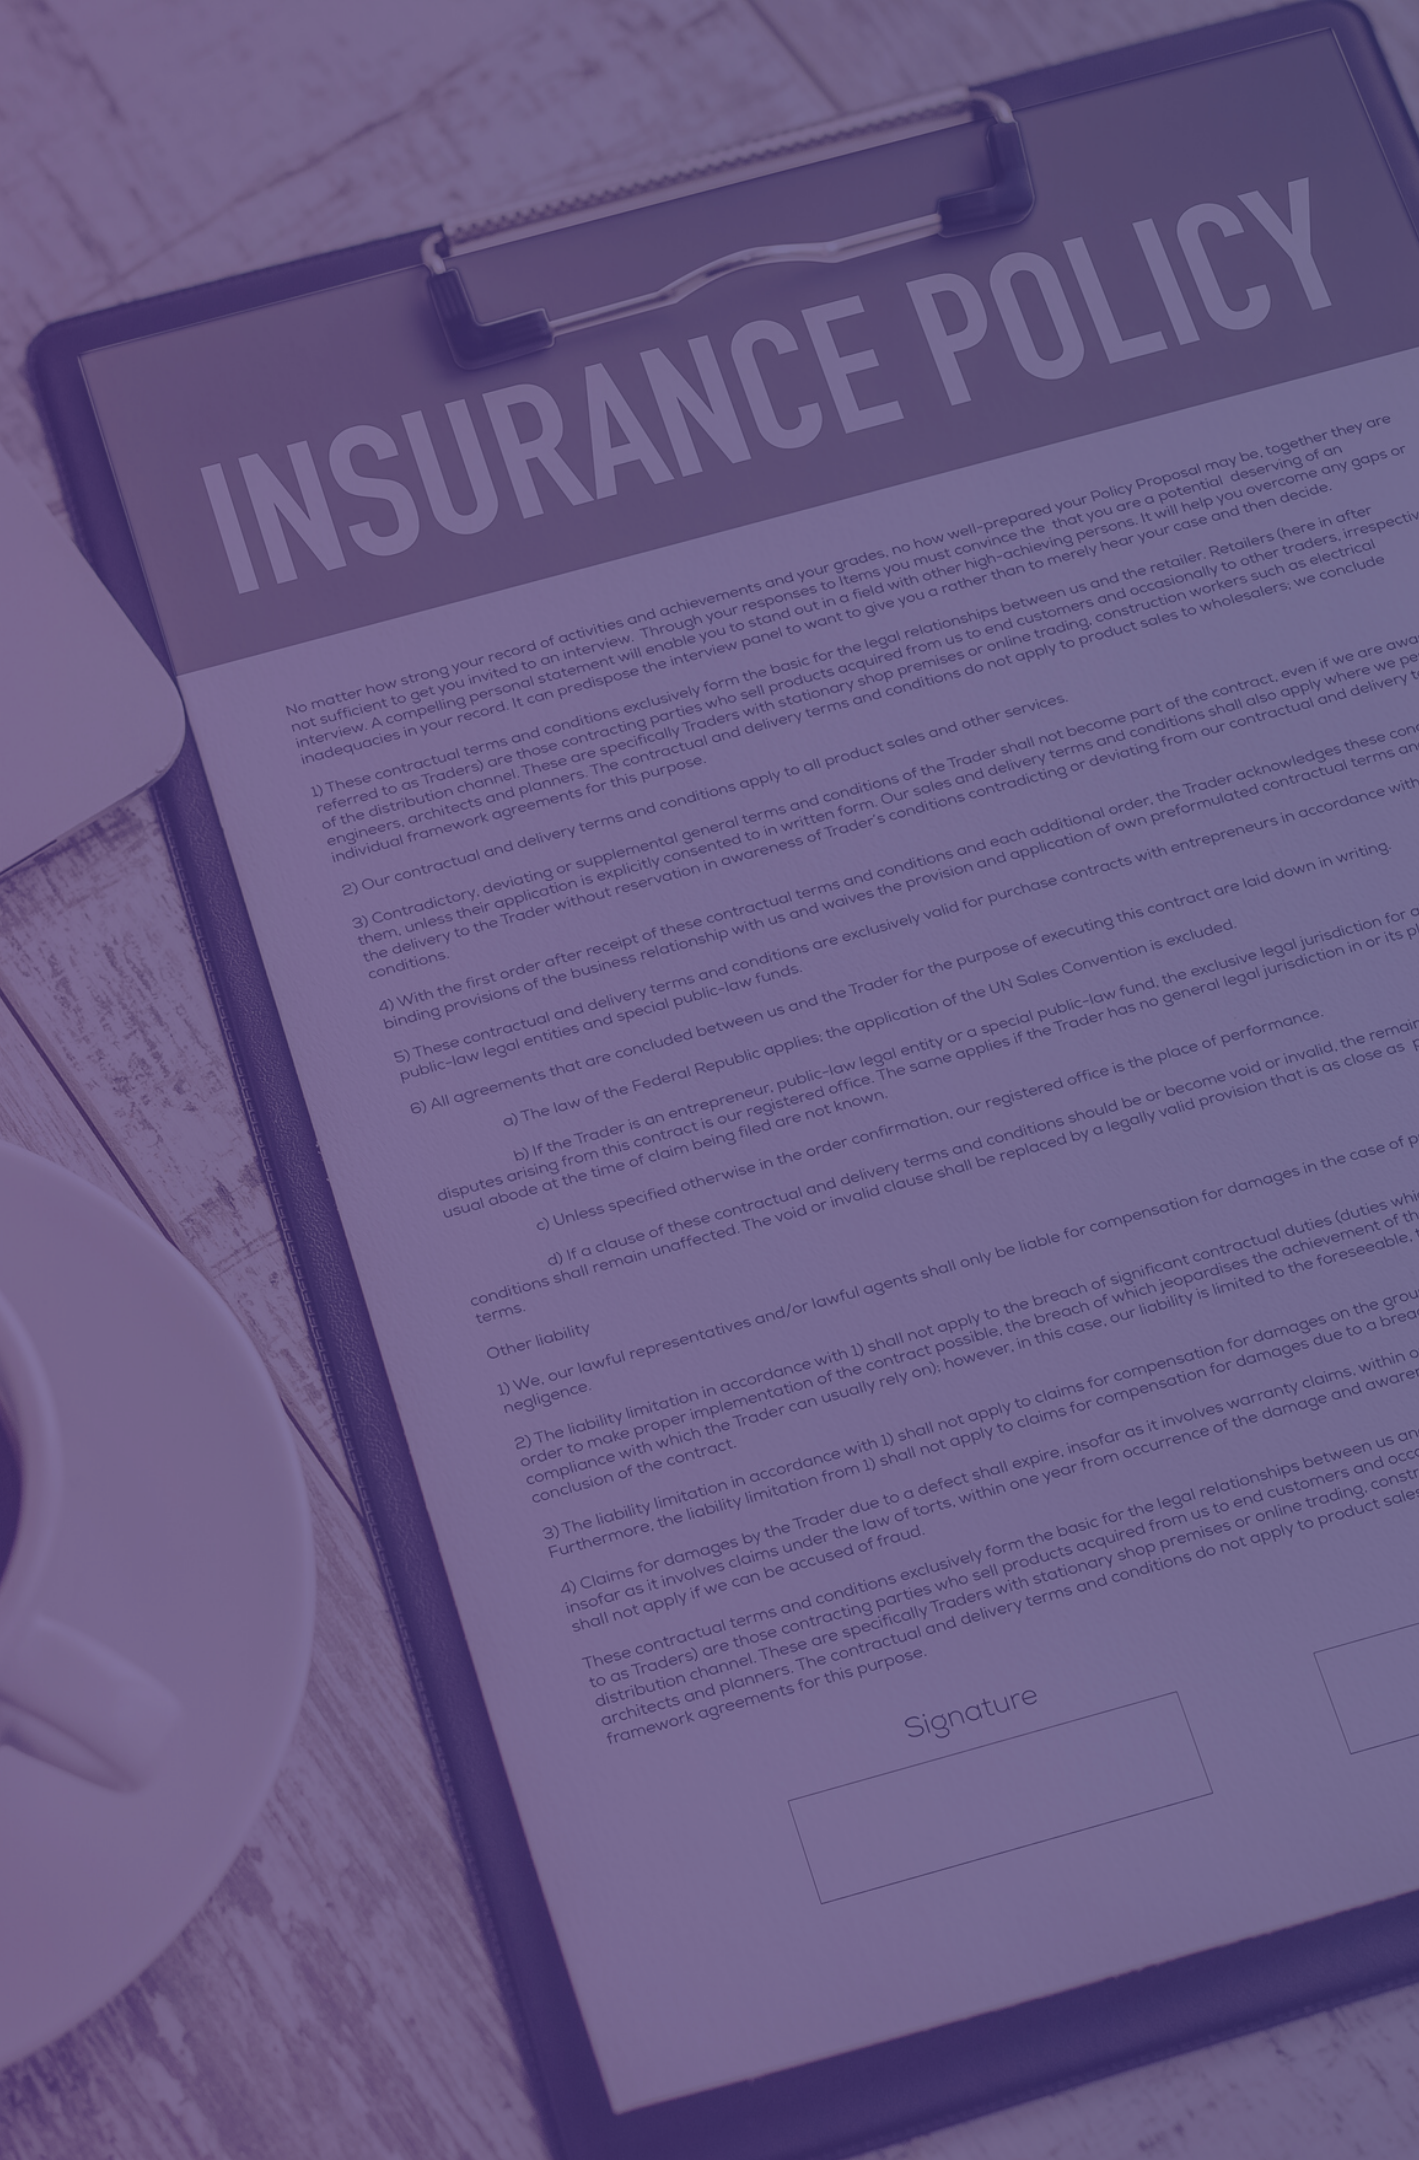 INSURANCE POLICY
No matter how strong your record of activities and achievements and your grades, no how well-prepared your Policy Proposal may be, together they are
not sufficient to get you invited to an interview. Through your responses to Items you must convince the that you are a potential deserving of an
interview. A compelling personal statement will enable you to stand out in a field with other high-achieving persons. It will help you overcome any gaps or
inadequacies in your record. It can predispose the interview panel to want to give you a rather than to merely hear your case and then decide.
1) These contractual terms and conditions exclusively form the basic for the legal relationships between us and the retailer. Retailers (here in after
referred to as Traders) are those contracting parties who sell products acquired from us to end customers and occasionally to other traders, irrespectiv
of the distribution channel. These are specifically Traders with stationary shop premises or online trading, construction workers such as electrical
engineers, architects and planners. The contractual and delivery terms and conditions do not apply to product sales to wholesalers; we conclude
individual framework agreements for this purpose.
2) Our contractual and delivery terms and conditions apply to all product sales and other services.
3) Contradictory, deviating or supplemental general terms and conditions of the Trader shall not become part of the contract, even if we are awa
them, unless their application is explicitly consented to in written form. Our sales and delivery terms and conditions shall also apply where we pe
the delivery to the Trader without reservation in awareness of Trader's conditions contradicting or deviating from our contractual and delivery t
conditions.
4) With the first order after receipt of these contractual terms and conditions and each additional order, the Trader acknowledges these con
binding provisions of the business relationship with us and waives the provision and application of own preformulated contractual terms and
5) These contractual and delivery terms and conditions are exclusively valid for purchase contracts with entrepreneurs in accordance with
public-law legal entities and special public-law funds.
6) All agreements that are concluded between us and the Trader for the purpose of executing this contract are laid down in writing.
a) The law of the Federal Republic applies; the application of the UN Sales Convention is excluded.
b) If the Trader is an entrepreneur, public-law legal entity or a special public-law fund, the exclusive legal jurisdiction for a
disputes arising from this contract is our registered office. The same applies if the Trader has no general legal jurisdiction in or its pl
usual abode at the time of claim being filed are not known.
c) Unless specified otherwise in the order confirmation, our registered office is the place of performance.
d) If a clause of these contractual and delivery terms and conditions should be or become void or invalid, the remain
conditions shall remain unaffected. The void or invalid clause shall be replaced by a legally valid provision that is as close as p
terms.
Other liability
1) We, our lawful representatives and/or lawful agents shall only be liable for compensation for damages in the case of p
negligence.
2) The liability limitation in accordance with 1) shall not apply to the breach of significant contractual duties (duties whi
order to make proper implementation of the contract possible, the breach of which jeopardises the achievement of th
compliance with which the Trader can usually rely on); however, in this case, our liability is limited to the foreseeable, t
conclusion of the contract.
3) The liability limitation in accordance with 1) shall not apply to claims for compensation for damages on the grou
Furthermore, the liability limitation from 1) shall not apply to claims for compensation for damages due to a brea
4) Claims for damages by the Trader due to a defect shall expire, insofar as it involves warranty claims, within o
insofar as it involves claims under the law of torts, within one year from occurrence of the damage and aware
shall not apply if we can be accused of fraud.
These contractual terms and conditions exclusively form the basic for the legal relationships between us and
to as Traders) are those contracting parties who sell products acquired from us to end customers and occa
distribution channel. These are specifically Traders with stationary shop premises or online trading, constr
architects and planners. The contractual and delivery terms and conditions do not apply to product sales
framework agreements for this purpose.
Signature